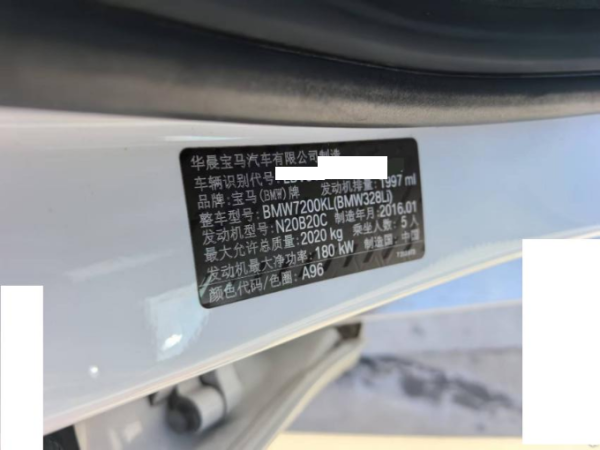 华晨宝马汽车有限公司制造
车辆识别代号:
品牌: 宝马(BMW)牌 发动机排量: 1997 ml
整车型号: BMW7200KL(BMW328Li)
发动机型号: N20B20C 制造年月: 2016.01
最大允许总质量: 2020 kg 乘坐人数: 5 人
发动机最大净功率: 180 kW 制造国: 中国
颜色代码/色圈: A96